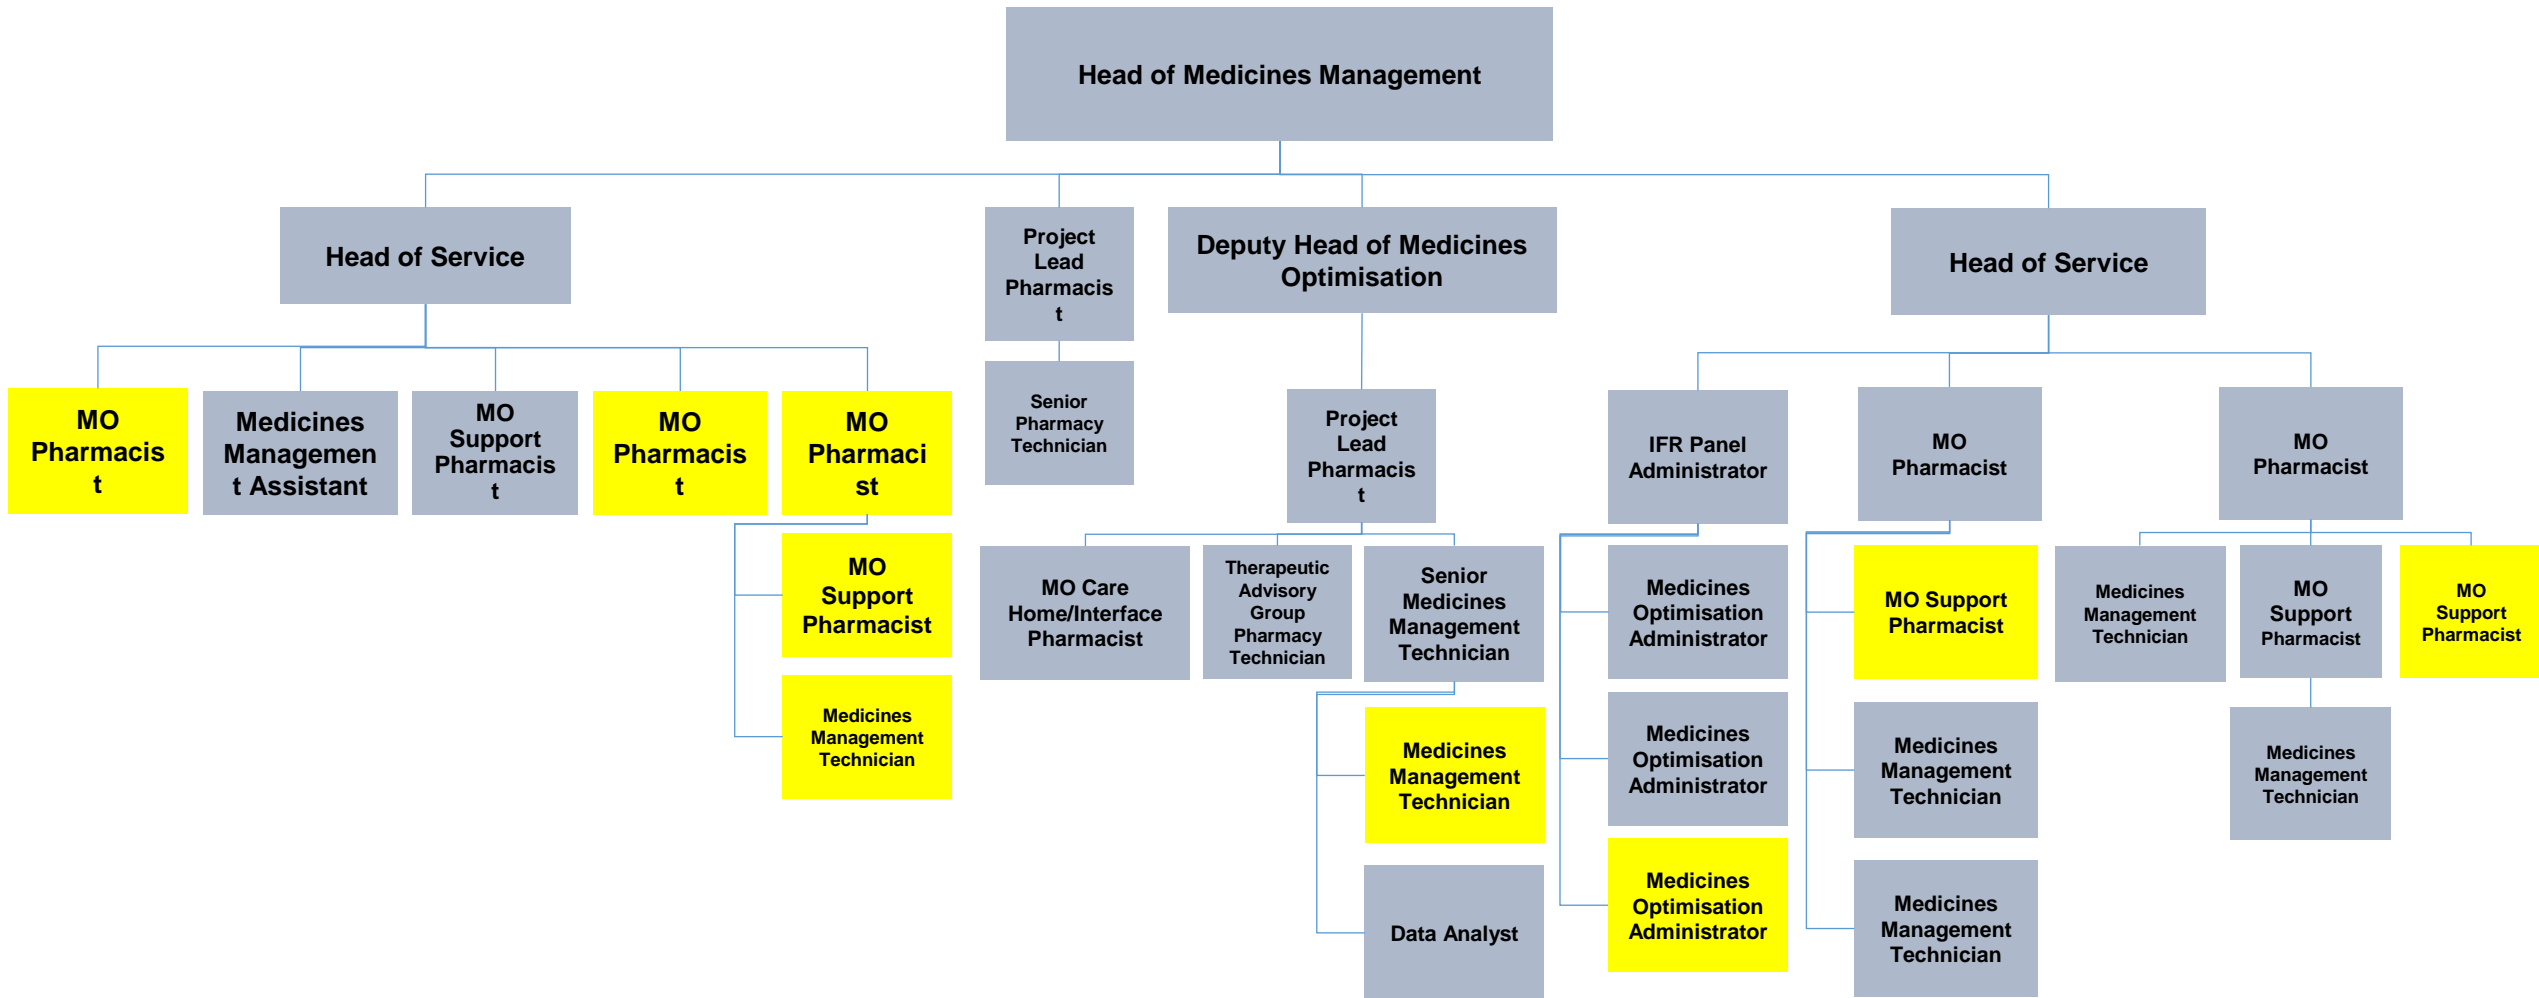 Head of Medicines Management
Head of Service
Project
Lead
Pharmacis
t
Deputy Head of Medicines
Optimisation
Head of Service
MO
Pharmacis
t
Medicines
Managemen
t Assistant
MO
Support
Pharmacis
t
MO
Pharmacis
t
MO
Pharmaci
st
Senior
Pharmacy
Technician
Project
Lead
Pharmacis
t
IFR Panel
Administrator
MO
Pharmacist
MO
Pharmacist
MO
Support
Pharmacist
MO Care
Home/Interface
Pharmacist
Therapeutic
Advisory
Group
Pharmacy
Technician
Senior
Medicines
Management
Technician
Medicines
Optimisation
Administrator
MO Support
Pharmacist
Medicines
Management
Technician
MO
Support
Pharmacist
MO
Support
Pharmacist
Medicines
Management
Technician
Medicines
Management
Technician
Medicines
Optimisation
Administrator
Medicines
Management
Technician
Medicines
Management
Technician
Data Analyst
Medicines
Optimisation
Administrator
Medicines
Management
Technician